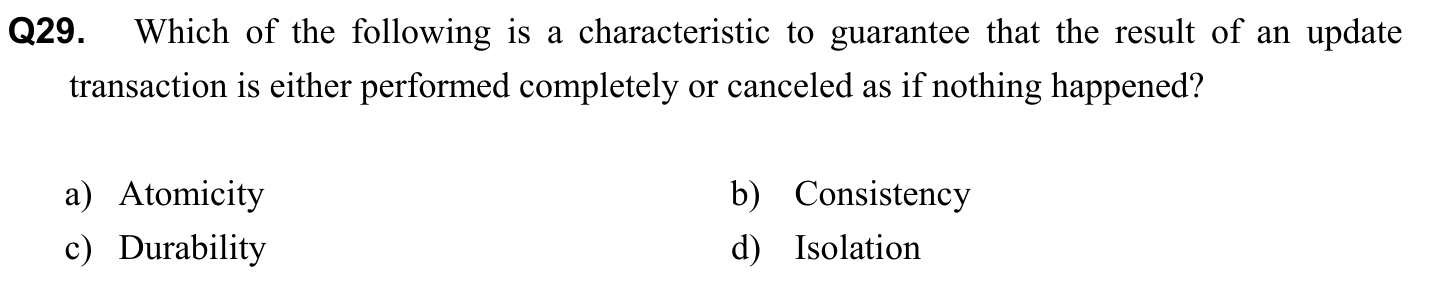 Q29. Which of the following is a characteristic to guarantee that the result of an update
transaction is either performed completely or canceled as if nothing happened?
a) Atomicity b) Consistency
c) Durability d) Isolation